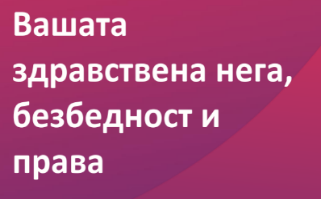 Вашата
здравствена нега,
безбедност и
права